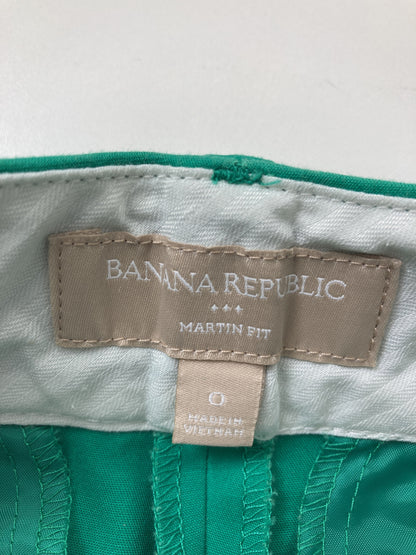 BANANA REPUBLIC
MARTIN FIT
0
MADE IN
VIETNAM